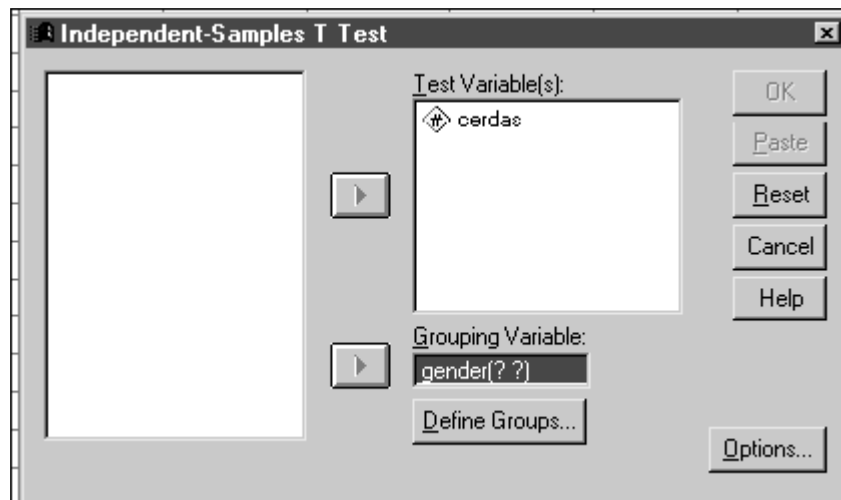 Independent-Samples T Test
Test Variable(s):
cerdas
OK
Paste
Reset
Cancel
Help
Grouping Variable:
gender(? ?)
Define Groups...
Options...